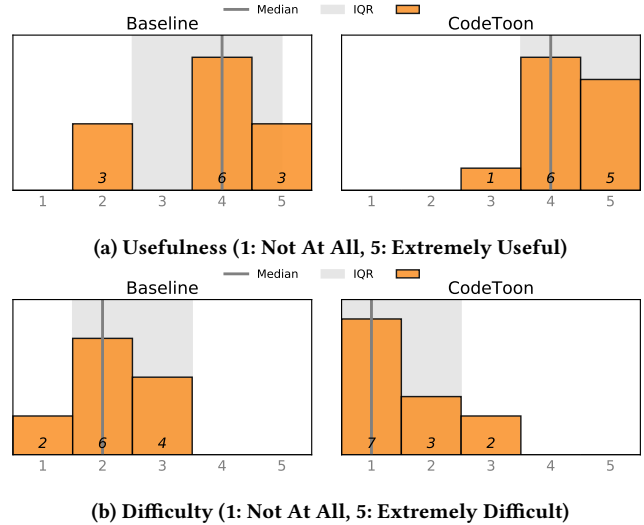 Median IQR
Baseline CodeToon
3 6 3 1 6 5
1 2 3 4 5 1 2 3 4 5
(a) Usefulness (1: Not At All, 5: Extremely Useful)
Median IQR
Baseline CodeToon
2 6 4 7 3 2
1 2 3 4 5 1 2 3 4 5
(b) Difficulty (1: Not At All, 5: Extremely Difficult)